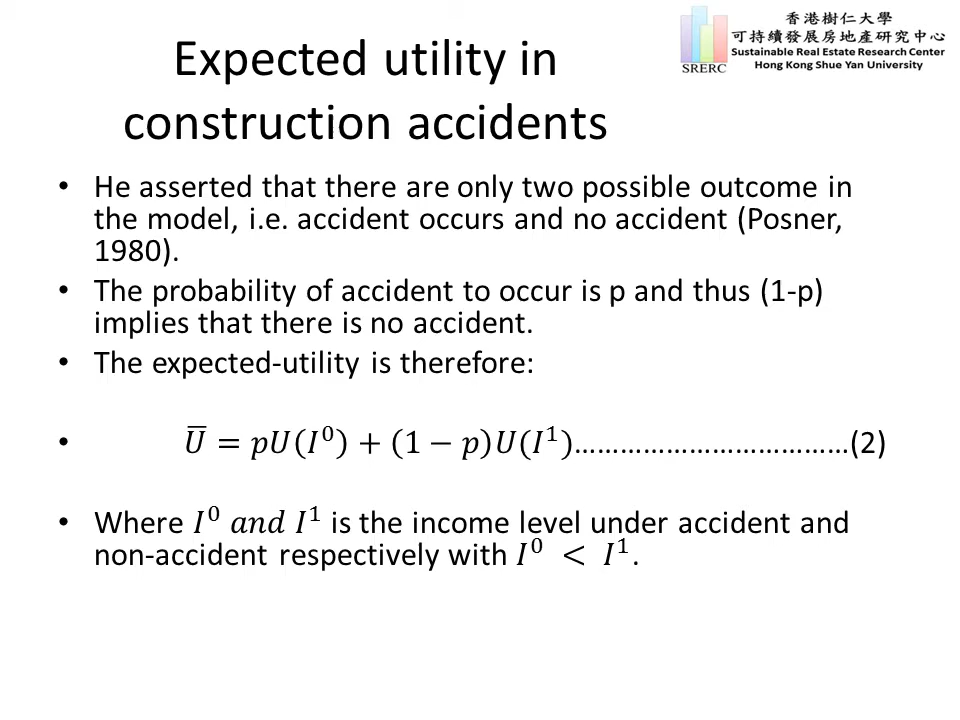 香港樹仁大學
可持續發展房地產研究中心
Sustainable Real Estate Research Center
Hong Kong Shue Yan University
SRERC
Expected utility in
construction accidents
• He asserted that there are only two possible outcome in
the model, i.e. accident occurs and no accident (Posner,
1980).
• The probability of accident to occur is p and thus (1-p)
implies that there is no accident.
• The expected-utility is therefore:
• U̅ = pU(I⁰) + (1 − p)U(I¹)……………………………(2)
• Where I⁰ and I¹ is the income level under accident and
non-accident respectively with I⁰ < I¹.